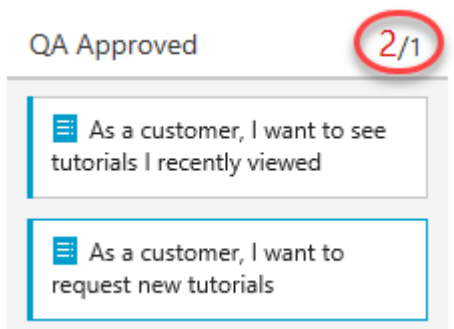 QA Approved 2/1
As a customer, I want to see
tutorials I recently viewed
As a customer, I want to
request new tutorials